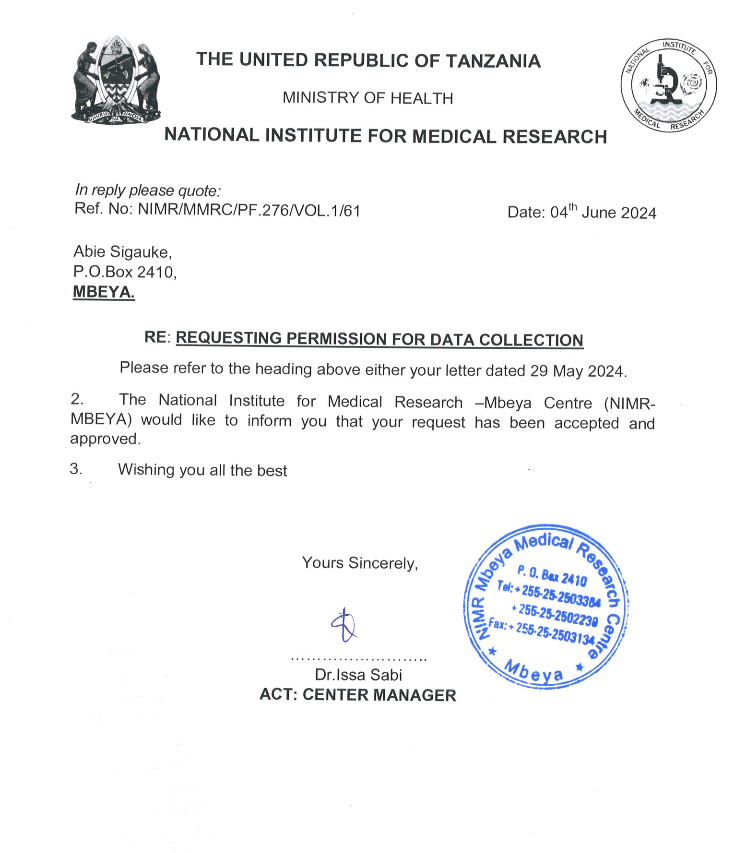 THE UNITED REPUBLIC OF TANZANIA
MINISTRY OF HEALTH
NATIONAL INSTITUTE FOR MEDICAL RESEARCH
NATIONAL INSTITUTE FOR
MEDICAL RESEARCH
In reply please quote:
Ref. No: NIMR/MMRC/PF.276/VOL.1/61
Date: 04th June 2024
Abie Sigauke,
P.O.Box 2410,
MBEYA.
RE: REQUESTING PERMISSION FOR DATA COLLECTION
Please refer to the heading above either your letter dated 29 May 2024.
2. The National Institute for Medical Research –Mbeya Centre (NIMR-
MBEYA) would like to inform you that your request has been accepted and
approved.
3. Wishing you all the best
Yours Sincerely,
...........................
Dr.Issa Sabi
ACT: CENTER MANAGER
NIMR Mbeya Medical Research Centre
P. O. Box 2410
Tel:+255-25-2503364
+255-25-2502239
Fax:+255-25-2503134
★ Mbeya ★